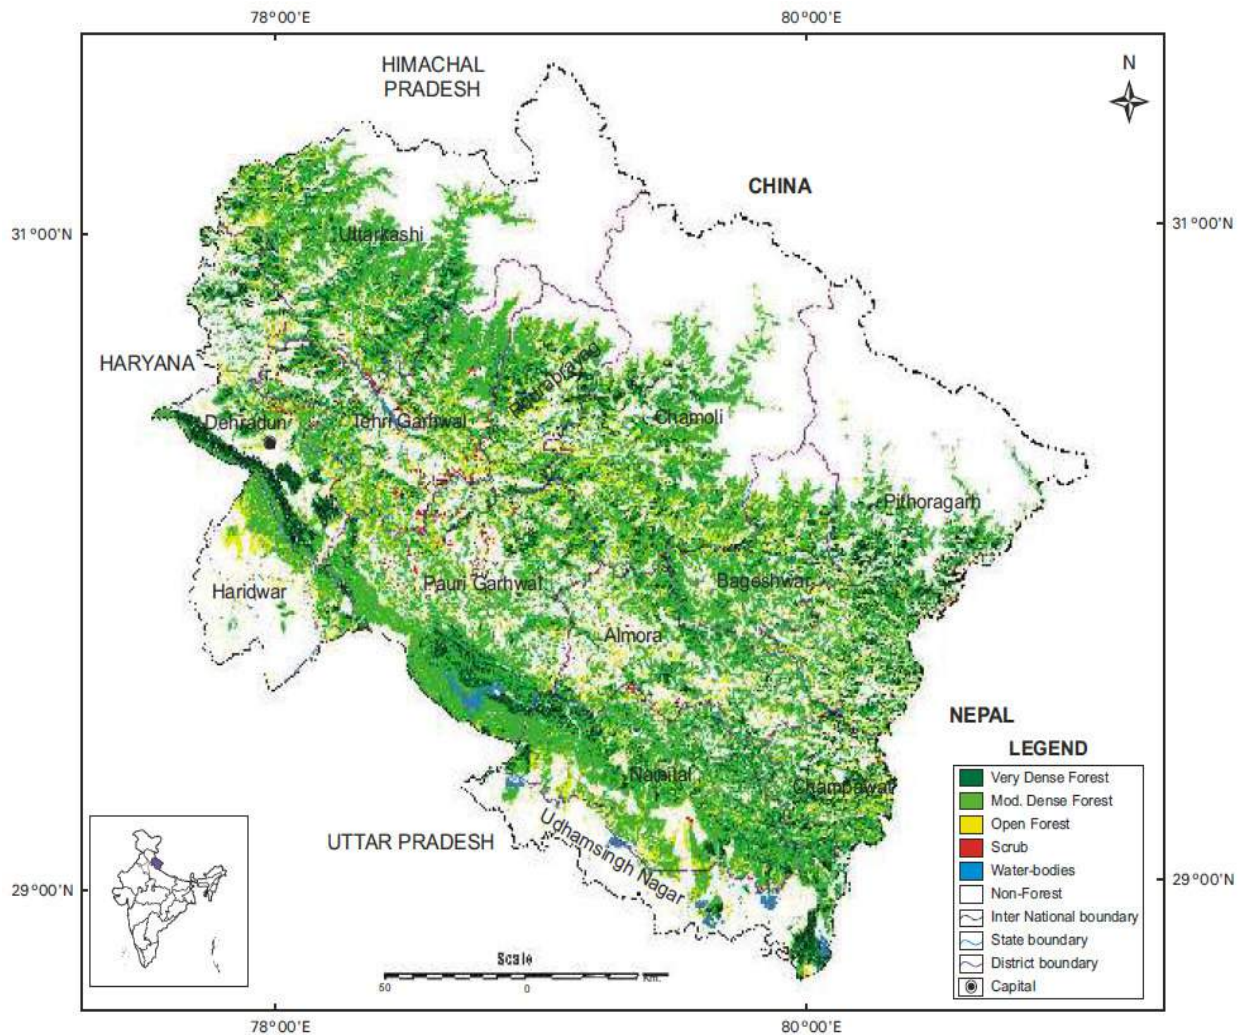 78°00'E
80°00'E
HIMACHAL
PRADESH
N
CHINA
31°00'N
31°00'N
Uttarkashi
HARYANA
Rudraprayag
Dehradun
Tehri Garhwal
Chamoli
Pithoragarh
Haridwar
Pauri Garhwal
Bageshwar
Almora
NEPAL
LEGEND
Very Dense Forest
Mod. Dense Forest
Open Forest
Scrub
Water-bodies
Non-Forest
Inter National boundary
State boundary
District boundary
Capital
Nainital
Champawat
UTTAR PRADESH
Udhamsingh Nagar
29°00'N
29°00'N
Scale
50
0
Km.
78°00'E
80°00'E